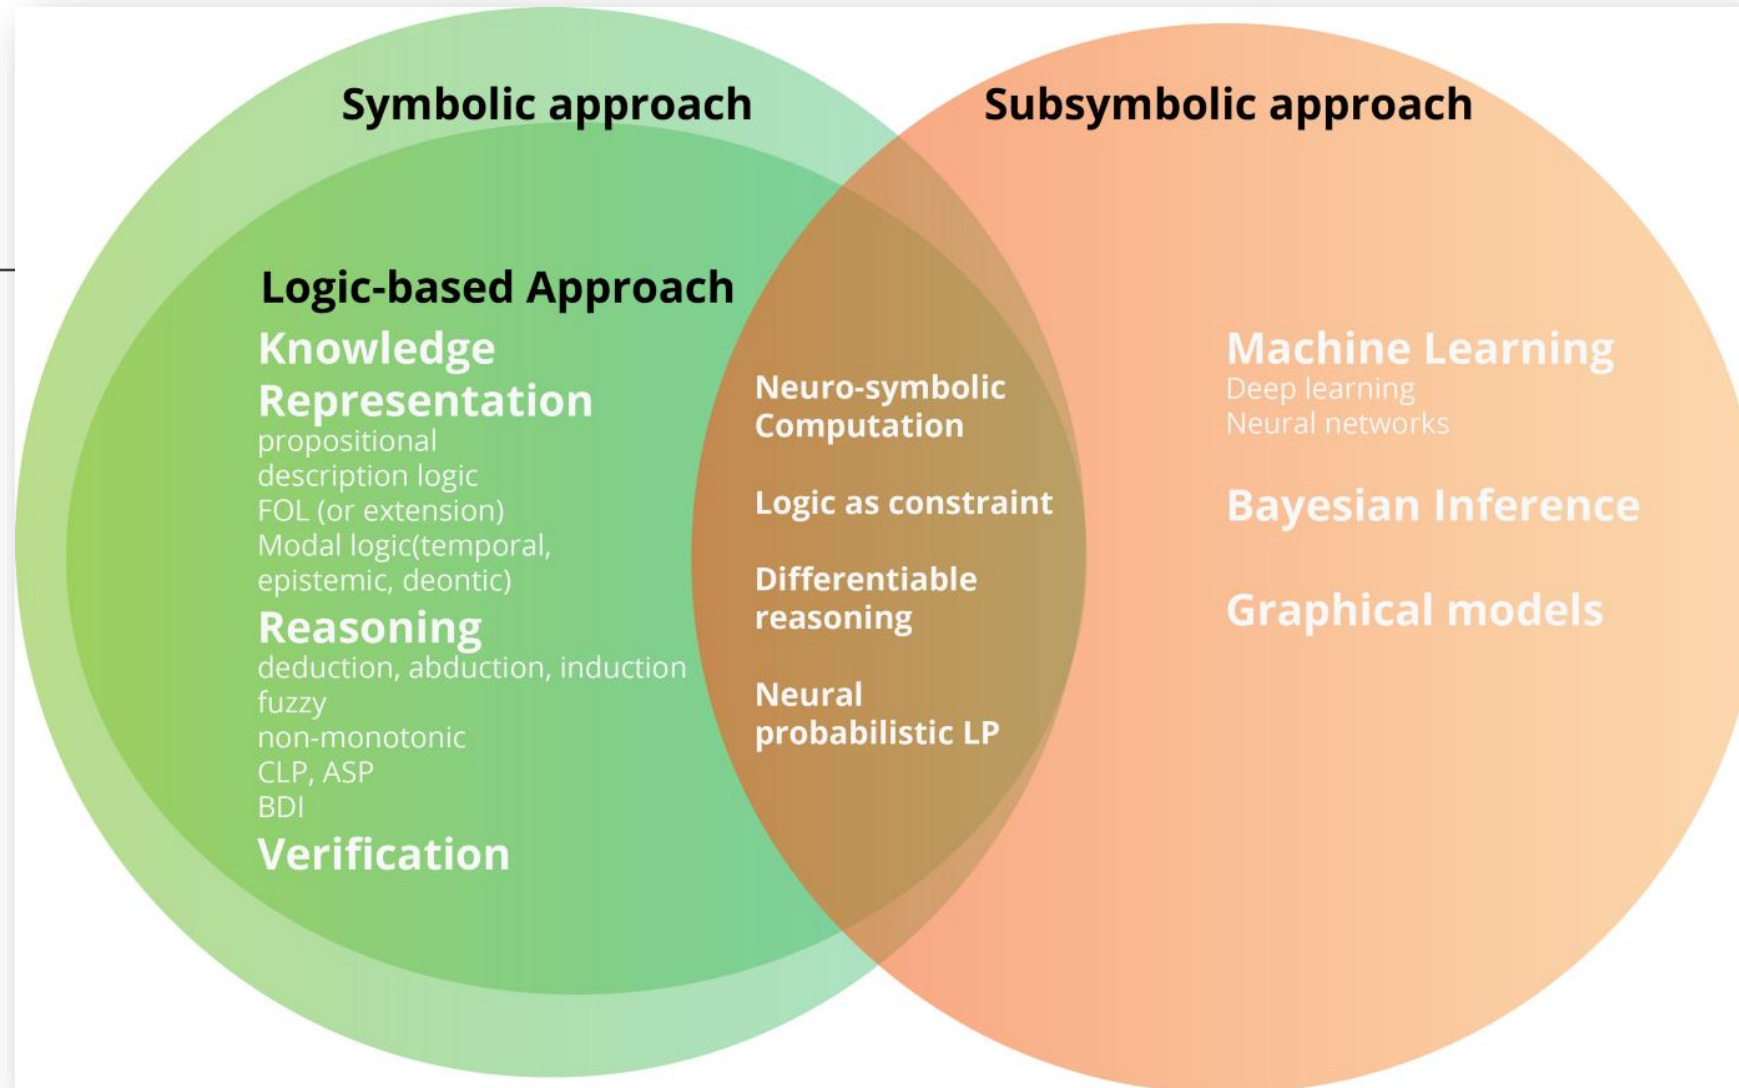 Symbolic approach
Logic-based Approach
Knowledge
Representation
propositional
description logic
FOL (or extension)
Modal logic(temporal,
epistemic, deontic)
Reasoning
deduction, abduction, induction
fuzzy
non-monotonic
CLP, ASP
BDI
Verification
Neuro-symbolic
Computation
Logic as constraint
Differentiable
reasoning
Neural
probabilistic LP
Subsymbolic approach
Machine Learning
Deep learning
Neural networks
Bayesian Inference
Graphical models